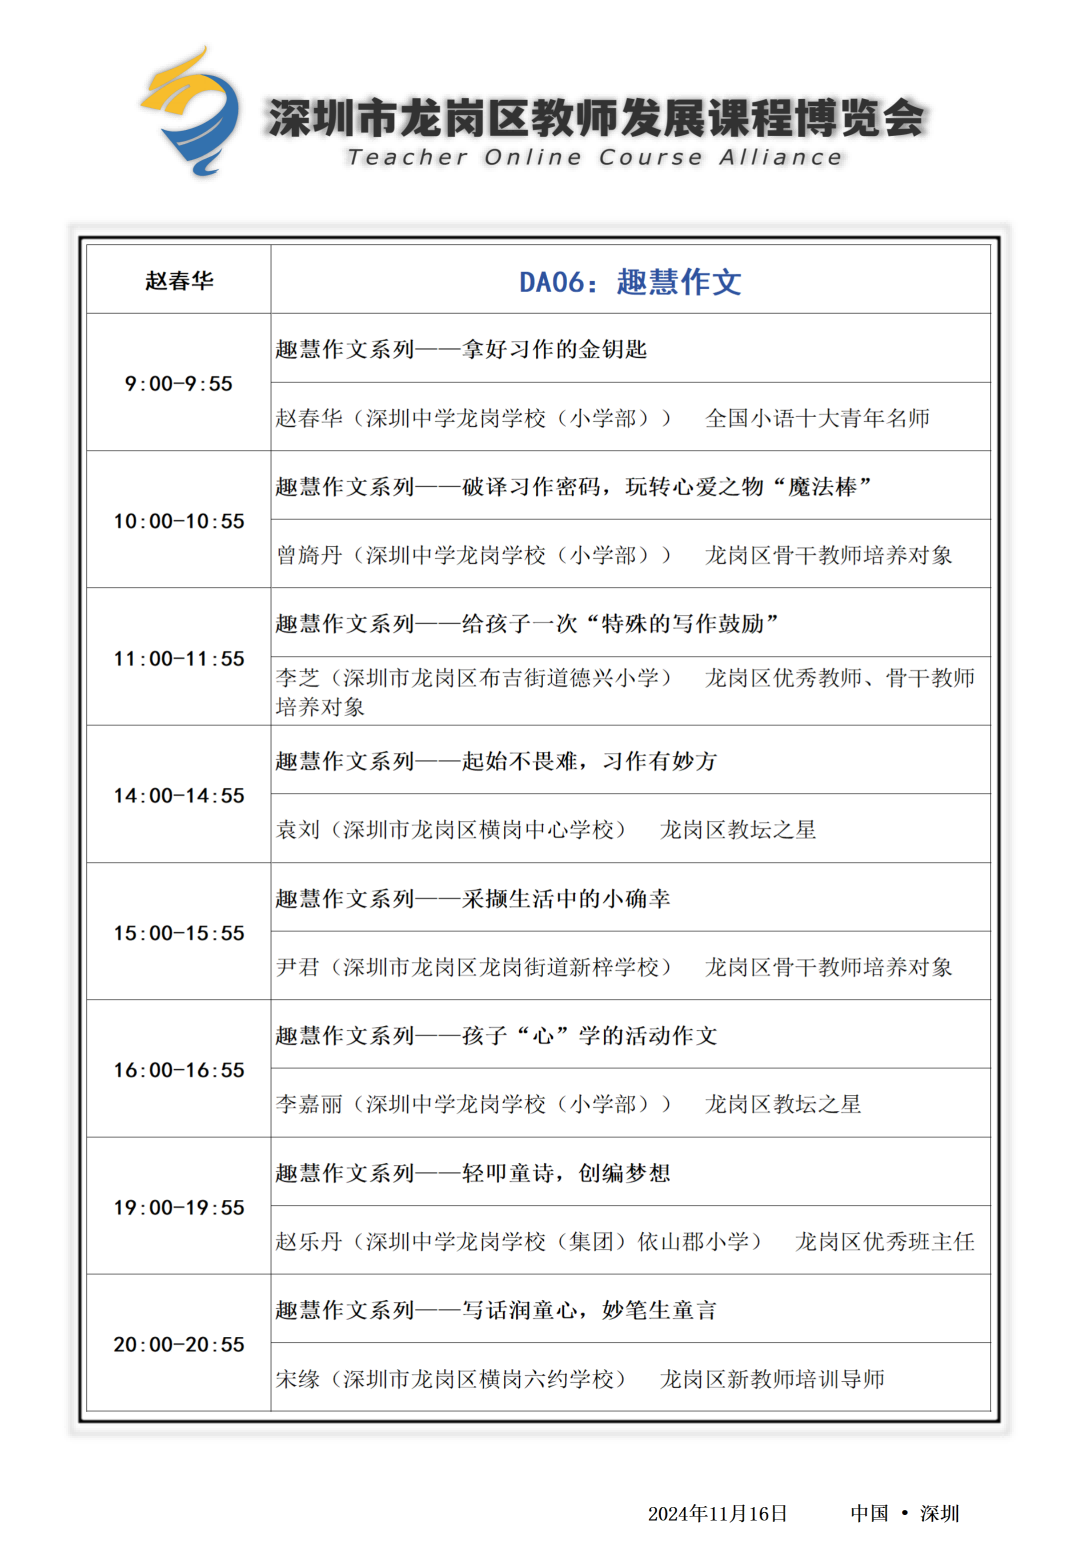 深圳市龙岗区教师发展课程博览会
Teacher Online Course Alliance
赵春华
DA06：趣慧作文
9:00-9:55
趣慧作文系列——拿好习作的金钥匙
赵春华（深圳中学龙岗学校（小学部）） 全国小语十大青年名师
10:00-10:55
趣慧作文系列——破译习作密码，玩转心爱之物“魔法棒”
曾旖丹（深圳中学龙岗学校（小学部）） 龙岗区骨干教师培养对象
11:00-11:55
趣慧作文系列——给孩子一次“特殊的写作鼓励”
李芝（深圳市龙岗区布吉街道德兴小学） 龙岗区优秀教师、骨干教师
培养对象
14:00-14:55
趣慧作文系列——起始不畏难，习作有妙方
袁刘（深圳市龙岗区横岗中心学校） 龙岗区教坛之星
15:00-15:55
趣慧作文系列——采撷生活中的小确幸
尹君（深圳市龙岗区龙岗街道新梓学校） 龙岗区骨干教师培养对象
16:00-16:55
趣慧作文系列——孩子“心”学的活动作文
李嘉丽（深圳中学龙岗学校（小学部）） 龙岗区教坛之星
19:00-19:55
趣慧作文系列——轻叩童诗，创编梦想
赵乐丹（深圳中学龙岗学校（集团）依山郡小学） 龙岗区优秀班主任
20:00-20:55
趣慧作文系列——写话润童心，妙笔生童言
宋缘（深圳市龙岗区横岗六约学校） 龙岗区新教师培训导师
2024年11月16日 中国 • 深圳